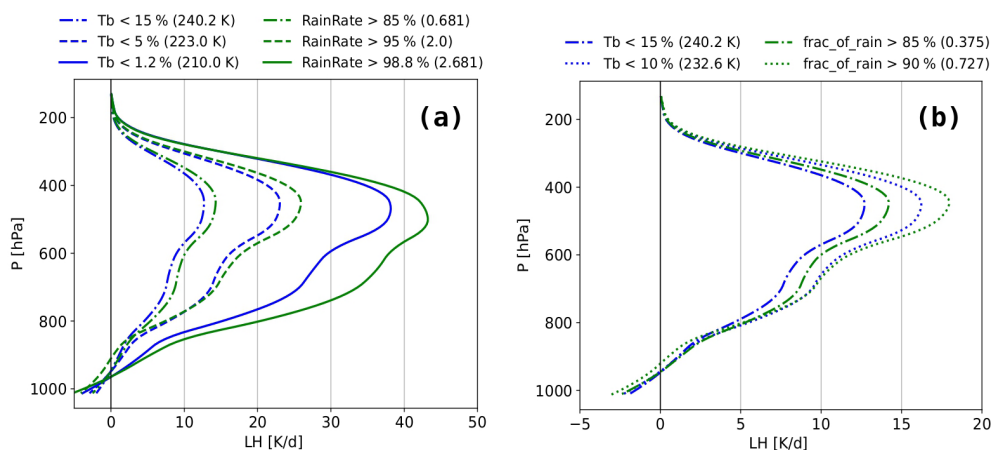 Tb < 15 % (240.2 K)
Tb < 5 % (223.0 K)
Tb < 1.2 % (210.0 K)
RainRate > 85 % (0.681)
RainRate > 95 % (2.0)
RainRate > 98.8 % (2.681)
(a)
P [hPa]
200
400
600
800
1000
0
10
20
30
40
50
LH [K/d]
Tb < 15 % (240.2 K)
Tb < 10 % (232.6 K)
frac_of_rain > 85 % (0.375)
frac_of_rain > 90 % (0.727)
(b)
P [hPa]
200
400
600
800
1000
−5
0
5
10
15
20
LH [K/d]